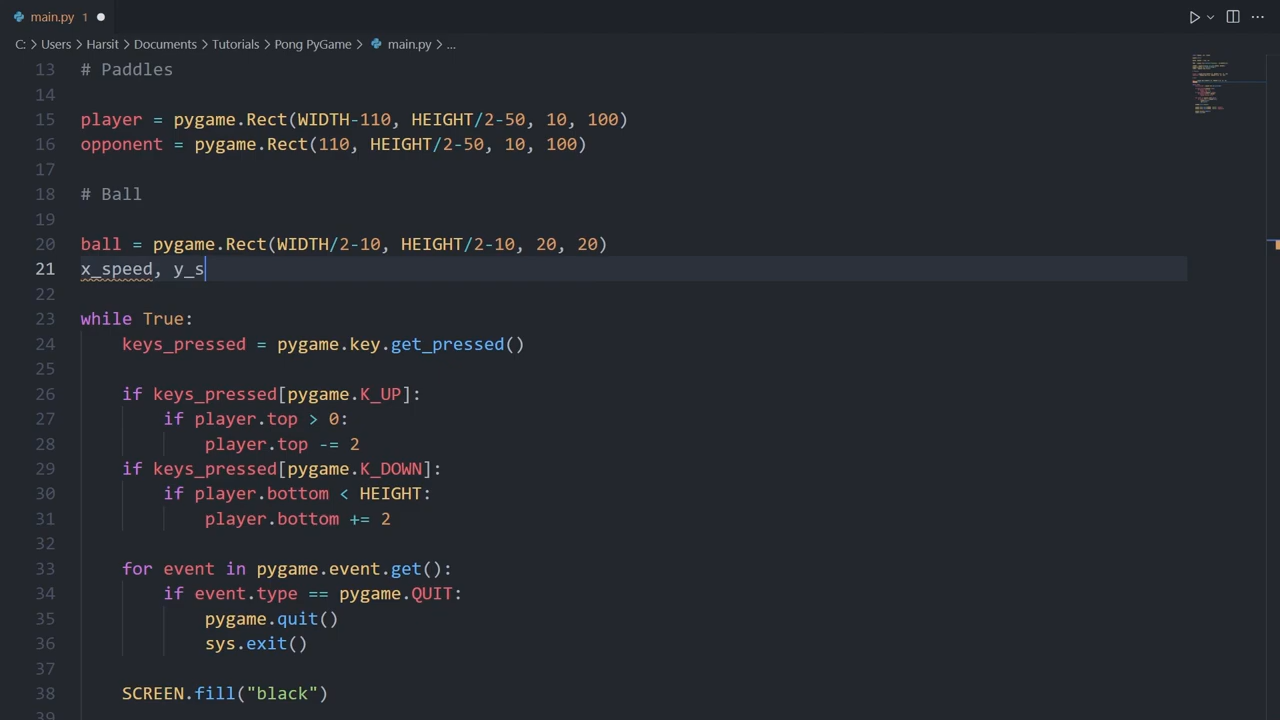 main.py 1
C: > Users > Harsit > Documents > Tutorials > Pong PyGame > main.py > ...
13 # Paddles
14
15 player = pygame.Rect(WIDTH-110, HEIGHT/2-50, 10, 100)
16 opponent = pygame.Rect(110, HEIGHT/2-50, 10, 100)
17
18 # Ball
19
20 ball = pygame.Rect(WIDTH/2-10, HEIGHT/2-10, 20, 20)
21 x_speed, y_s
22
23 while True:
24     keys_pressed = pygame.key.get_pressed()
25
26     if keys_pressed[pygame.K_UP]:
27         if player.top > 0:
28             player.top -= 2
29     if keys_pressed[pygame.K_DOWN]:
30         if player.bottom < HEIGHT:
31             player.bottom += 2
32
33     for event in pygame.event.get():
34         if event.type == pygame.QUIT:
35             pygame.quit()
36             sys.exit()
37
38     SCREEN.fill("black")
39